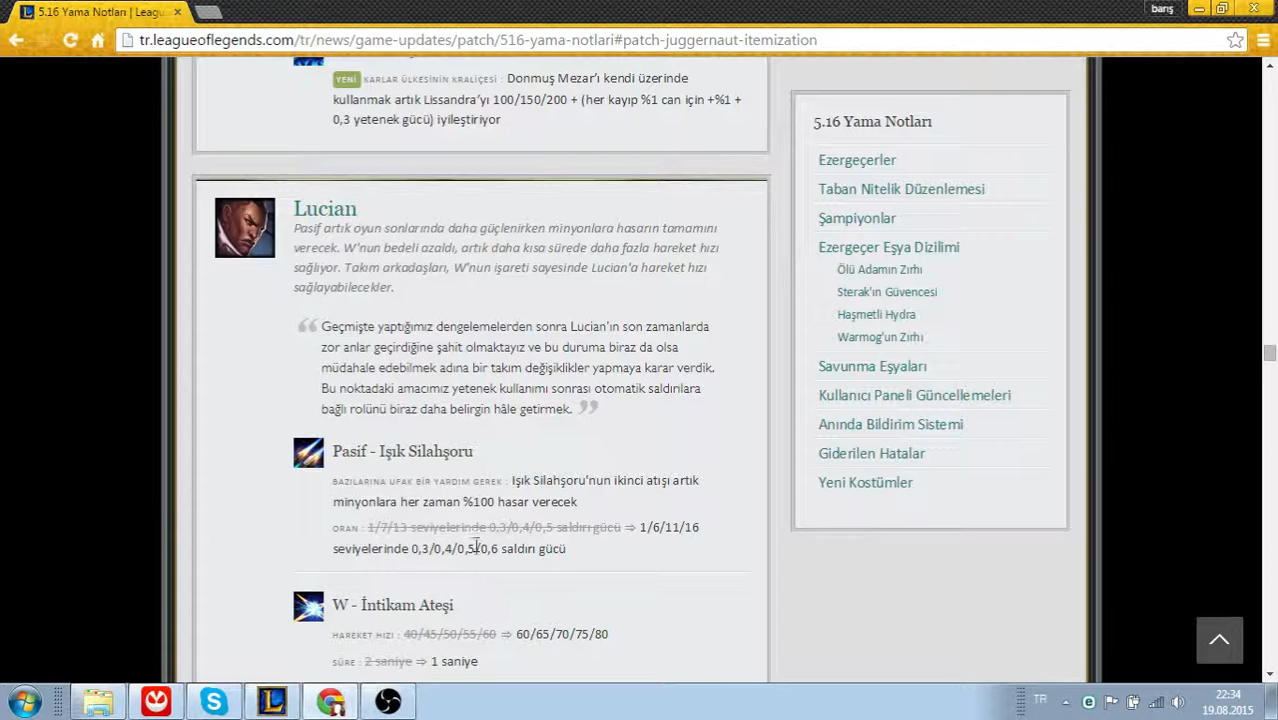 5.16 Yama Notları | Leagu
barış
tr.leagueoflegends.com/tr/news/game-updates/patch/516-yama-notlari#patch-juggernaut-itemization
YENİ KARLAR ÜLKESİNİN KRALİÇESİ : Donmuş Mezar’ı kendi üzerinde
kullanmak artık Lissandra’yı 100/150/200 + (her kayıp %1 can için +%1 +
0,3 yetenek gücü) iyileştiriyor
Lucian
Pasif artık oyun sonlarında daha güçlenirken minyonlara hasarın tamamını
verecek. W'nun bedeli azaldı, artık daha kısa sürede daha fazla hareket hızı
sağlıyor. Takım arkadaşları, W'nun işareti sayesinde Lucian'a hareket hızı
sağlayabilecekler.
Geçmişte yaptığımız dengelemelerden sonra Lucian’ın son zamanlarda
zor anlar geçirdiğine şahit olmaktayız ve bu duruma biraz da olsa
müdahale edebilmek adına bir takım değişiklikler yapmaya karar verdik.
Bu noktadaki amacımız yetenek kullanımı sonrası otomatik saldırılara
bağlı rolünü biraz daha belirgin hâle getirmek.
Pasif - Işık Silahşoru
BAZILARINA UFAK BİR YARDIM GEREK : Işık Silahşoru’nun ikinci atışı artık
minyonlara her zaman %100 hasar verecek
ORAN : 1/7/13 seviyelerinde 0,3/0,4/0,5 saldırı gücü ⇒ 1/6/11/16
seviyelerinde 0,3/0,4/0,5/0,6 saldırı gücü
W - İntikam Ateşi
HAREKET HIZI : 40/45/50/55/60 ⇒ 60/65/70/75/80
SÜRE : 2 saniye ⇒ 1 saniye
5.16 Yama Notları
Ezergeçerler
Taban Nitelik Düzenlemesi
Şampiyonlar
Ezergeçer Eşya Dizilimi
Ölü Adamın Zırhı
Sterak'ın Güvencesi
Haşmetli Hydra
Warmog'un Zırhı
Savunma Eşyaları
Kullanıcı Paneli Güncellemeleri
Anında Bildirim Sistemi
Giderilen Hatalar
Yeni Kostümler
TR
22:34
19.08.2015